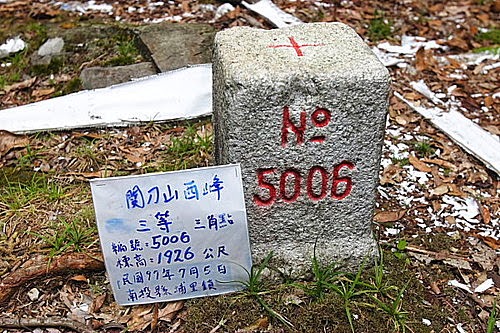 No
5006
関刀山西峰
三等 三角點
編號:5006
標高:1926 公尺
民國97年7月5日
南投縣埔里鎮